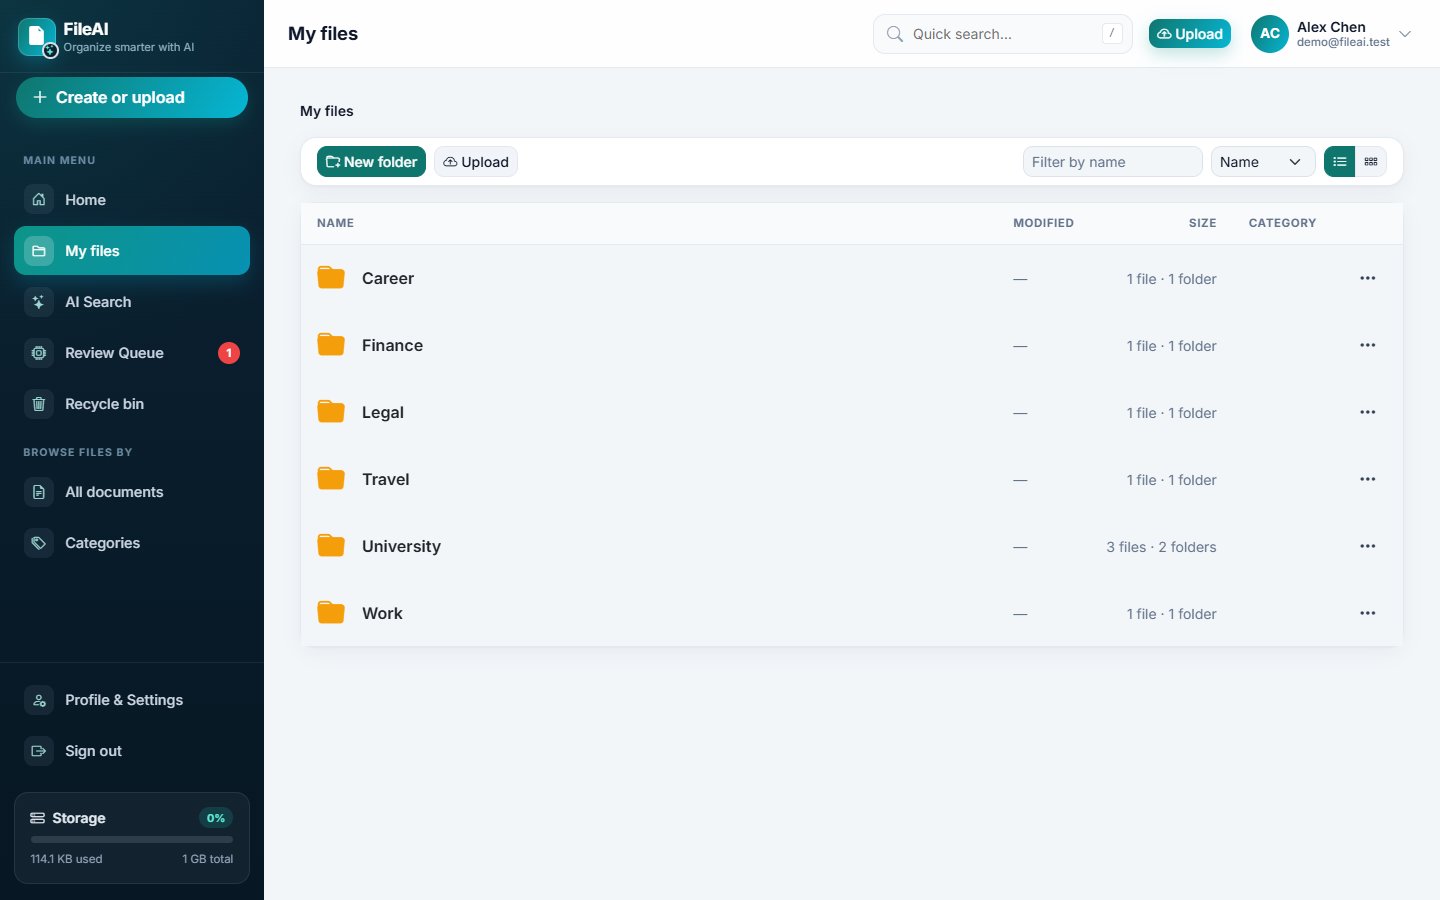 FileAI
Organize smarter with AI
Create or upload
MAIN MENU
Home
My files
AI Search
Review Queue 1
Recycle bin
BROWSE FILES BY
All documents
Categories
Profile & Settings
Sign out
Storage 0%
114.1 KB used 1 GB total
My files
Quick search... /
Upload
AC
Alex Chen
demo@fileai.test
My files
New folder Upload Filter by name Name
NAME MODIFIED SIZE CATEGORY
Career — 1 file · 1 folder
Finance — 1 file · 1 folder
Legal — 1 file · 1 folder
Travel — 1 file · 1 folder
University — 3 files · 2 folders
Work — 1 file · 1 folder